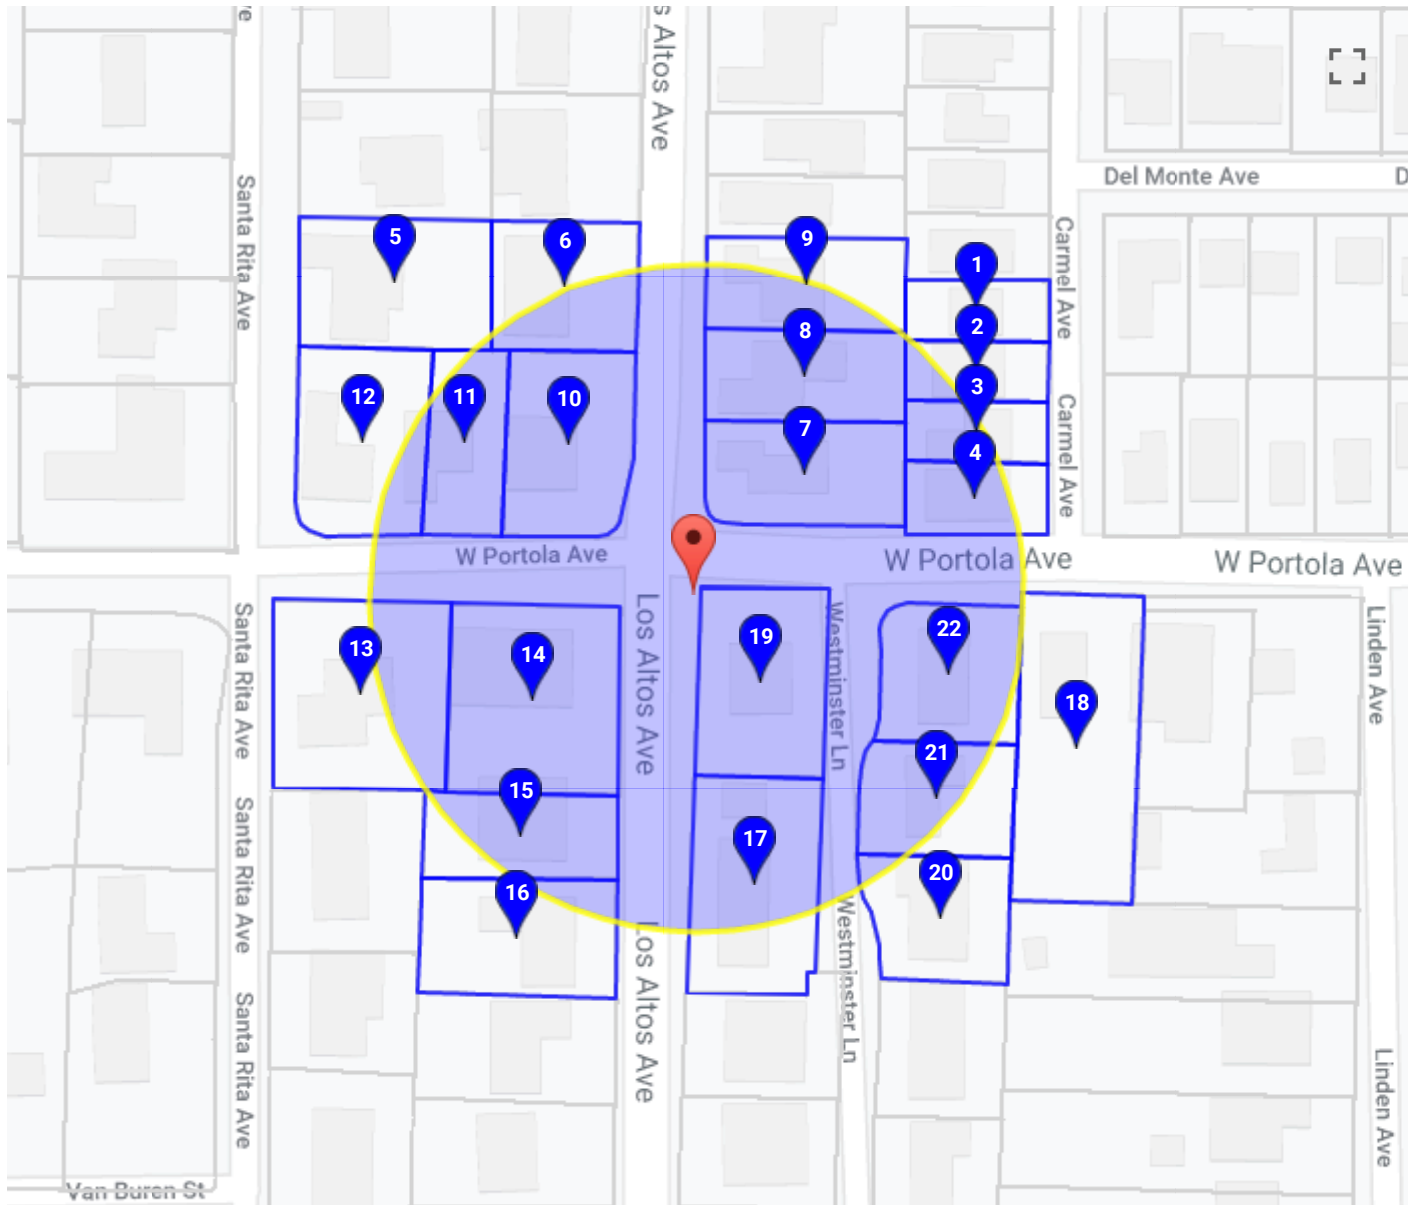 s Altos Ave
Santa Rita Ave
Del Monte Ave
D
Carmel Ave
5
6
9
1
8
2
12
11
10
3
7
4
Carmel Ave
W Portola Ave
W Portola Ave
W Portola Ave
Santa Rita Ave
13
14
Los Altos Ave
19
Westminster Ln
22
18
Linden Ave
15
21
Santa Rita Ave
16
17
20
Los Altos Ave
Westminster Ln
Santa Rita Ave
Linden Ave
Van Buren St